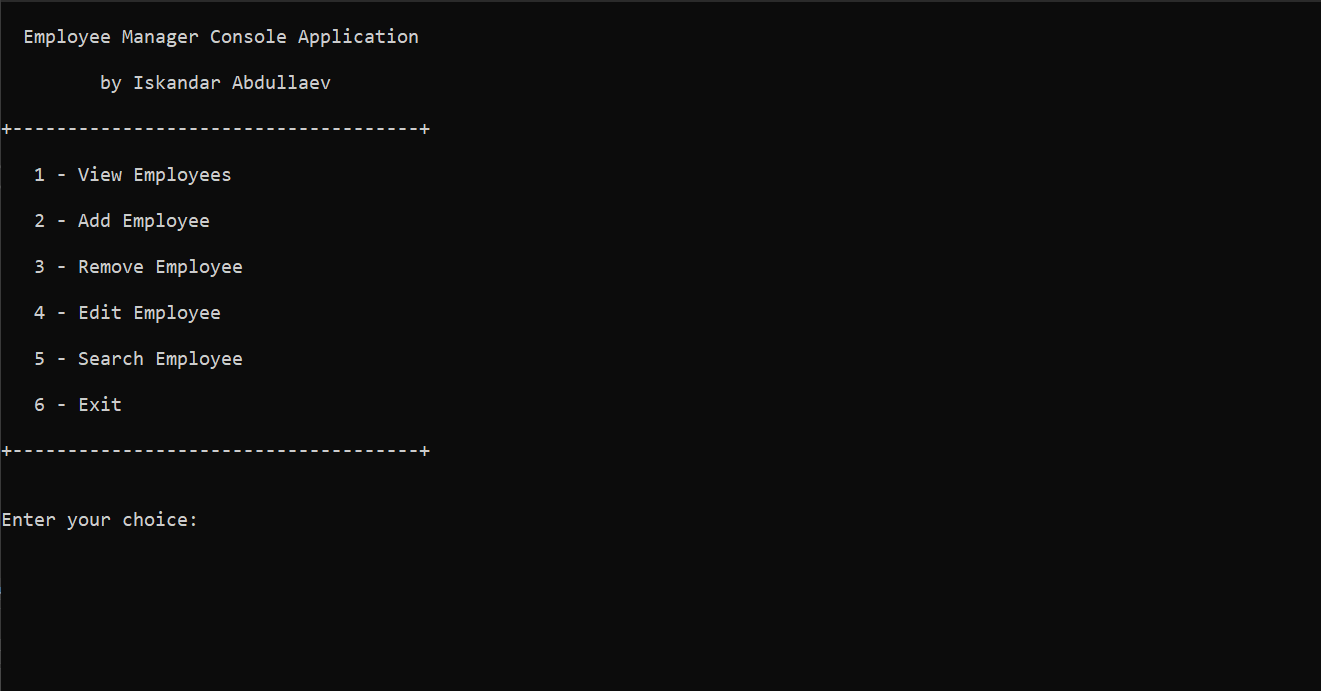 Employee Manager Console Application
by Iskandar Abdullaev
+-------------------------------------+
1 - View Employees
2 - Add Employee
3 - Remove Employee
4 - Edit Employee
5 - Search Employee
6 - Exit
+-------------------------------------+
Enter your choice: